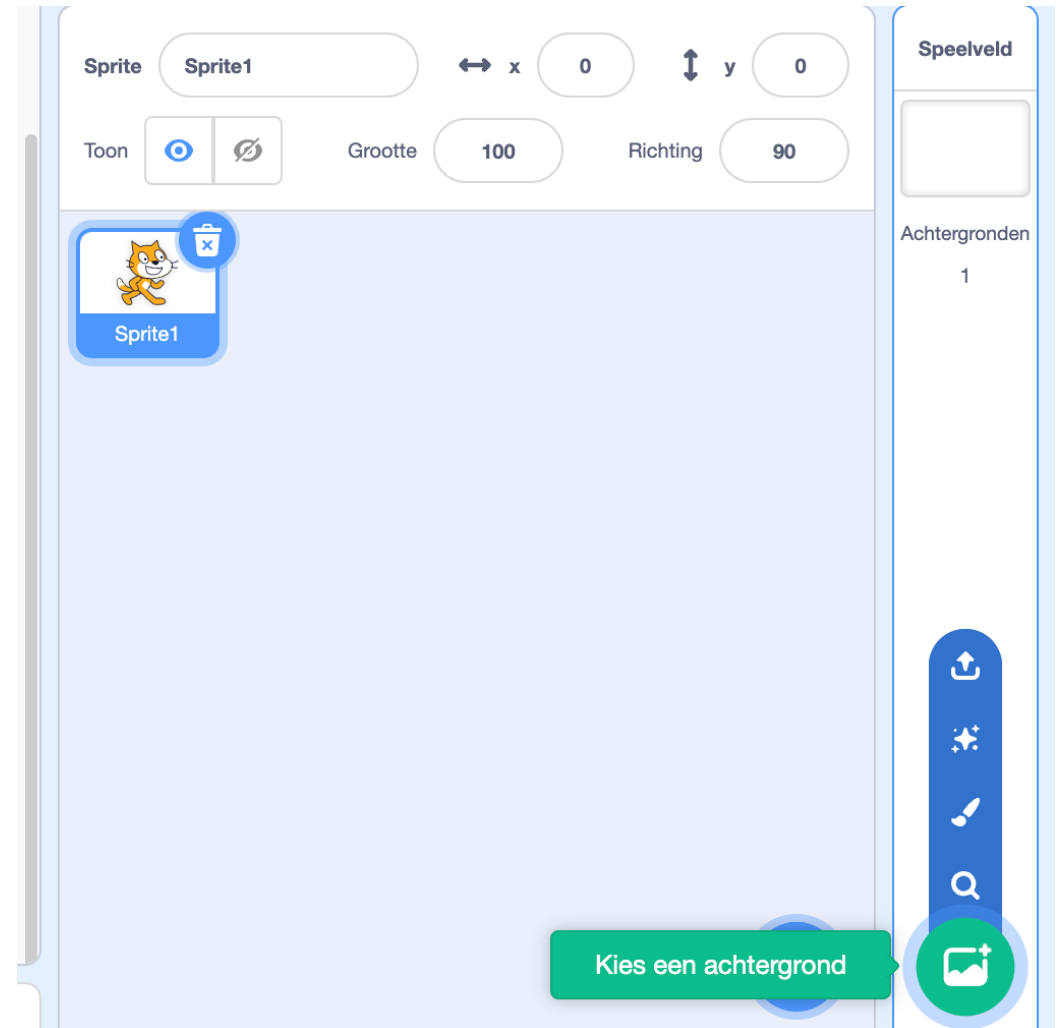 Sprite Sprite1 x 0 y 0
Toon Grootte 100 Richting 90
Sprite1
Speelveld
Achtergronden
1
Kies een achtergrond